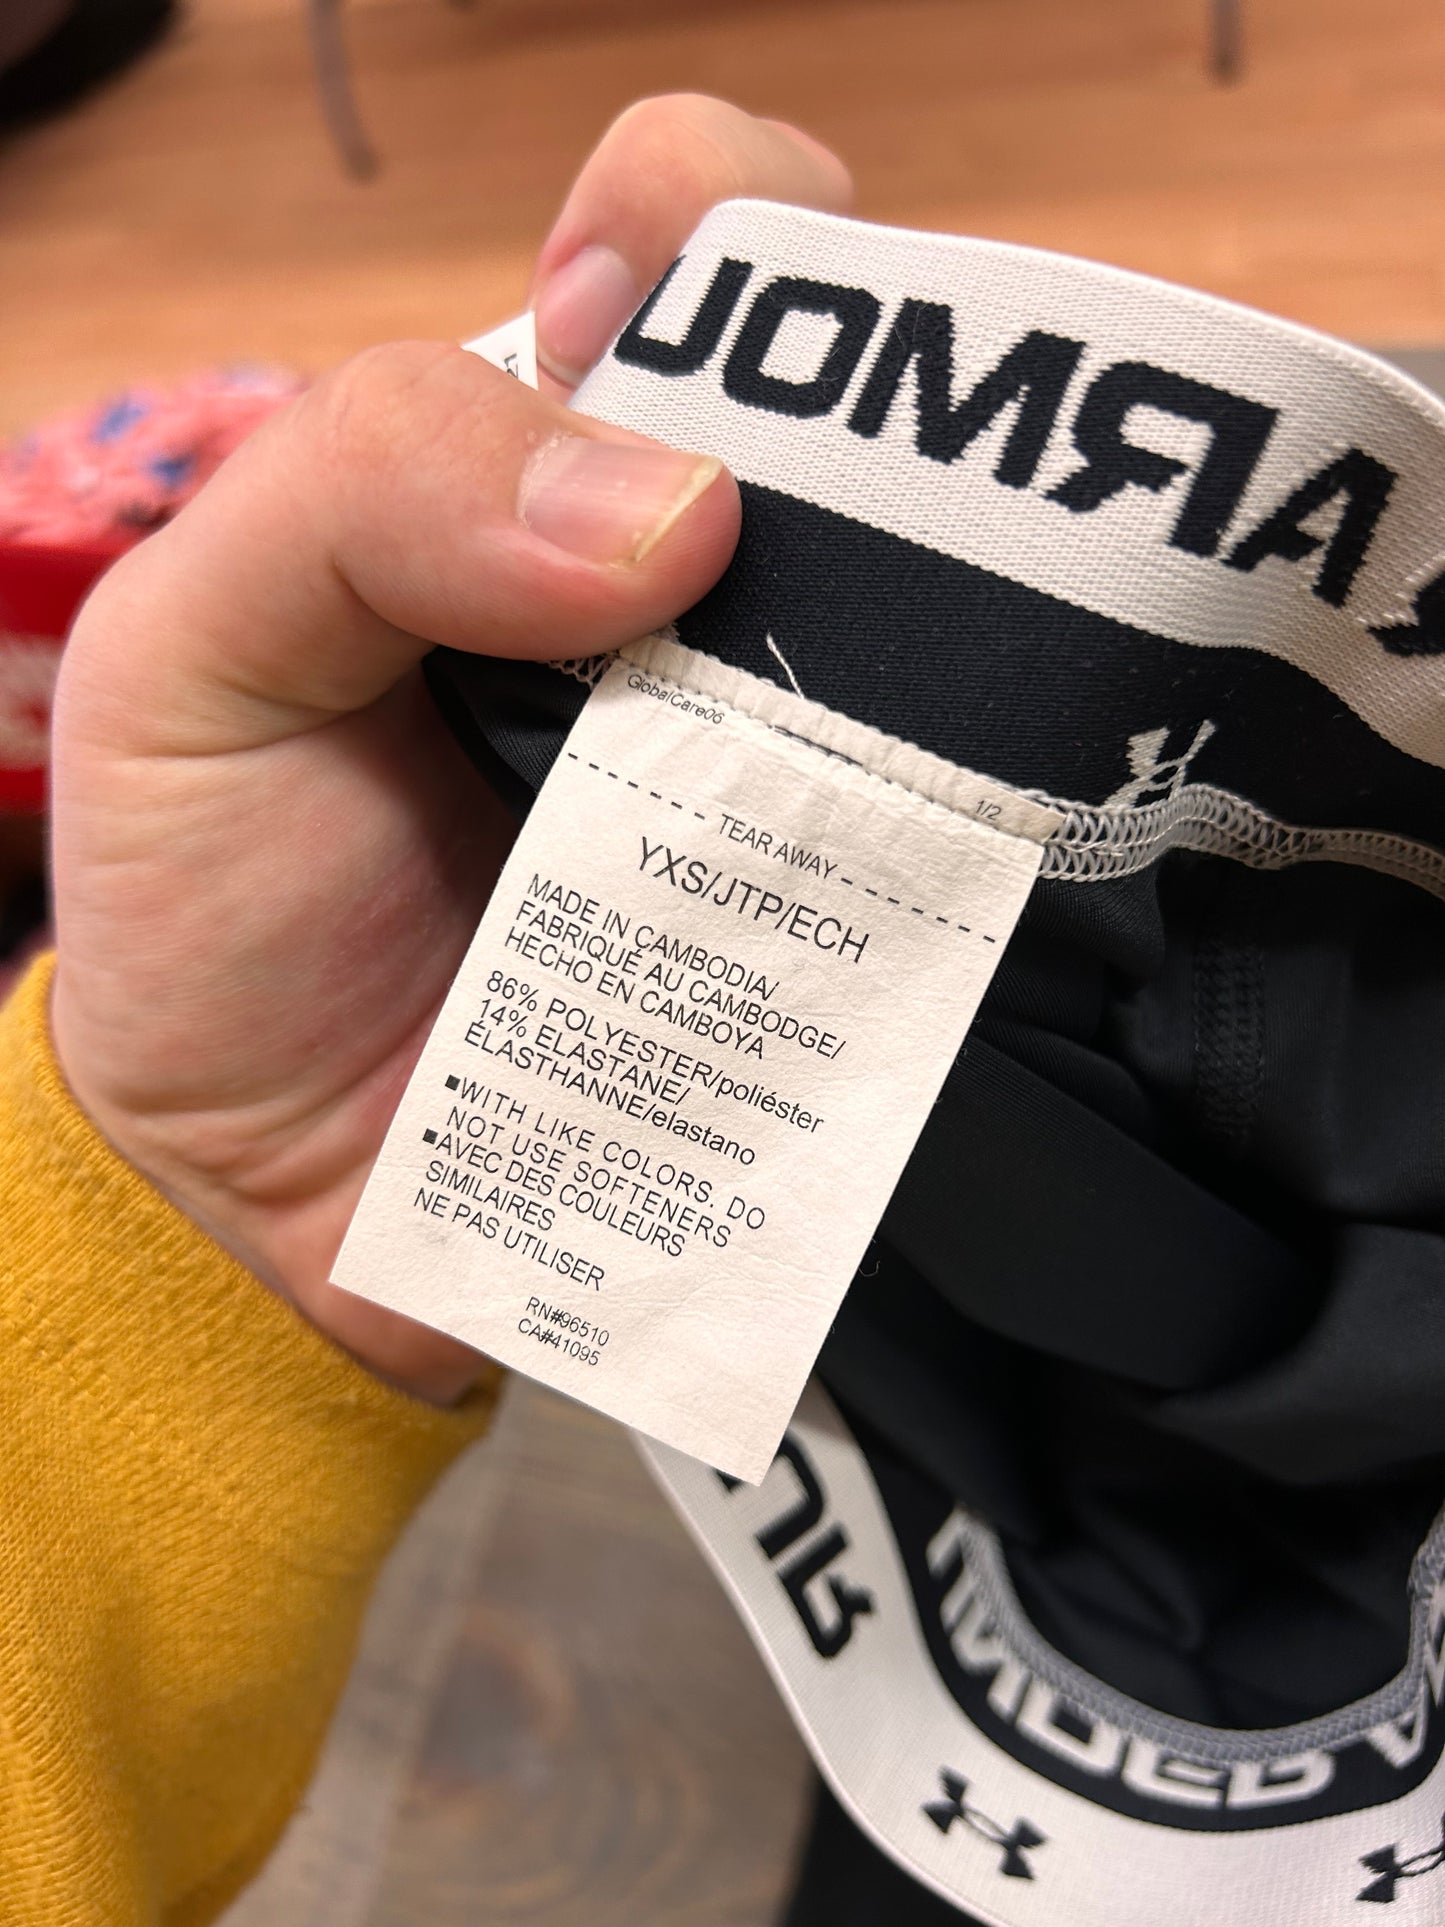 UOMRA
GlobalCare06
1/2
TEAR AWAY
YXS/JTP/ECH
MADE IN CAMBODIA/
FABRIQUÉ AU CAMBODGE/
HECHO EN CAMBOYA
86% POLYESTER/poliéster
14% ELASTANE/
ÉLASTHANNE/elastano
■WITH LIKE COLORS. DO
NOT USE SOFTENERS
■AVEC DES COULEURS
SIMILAIRES
NE PAS UTILISER
RN#96510
CA#41095